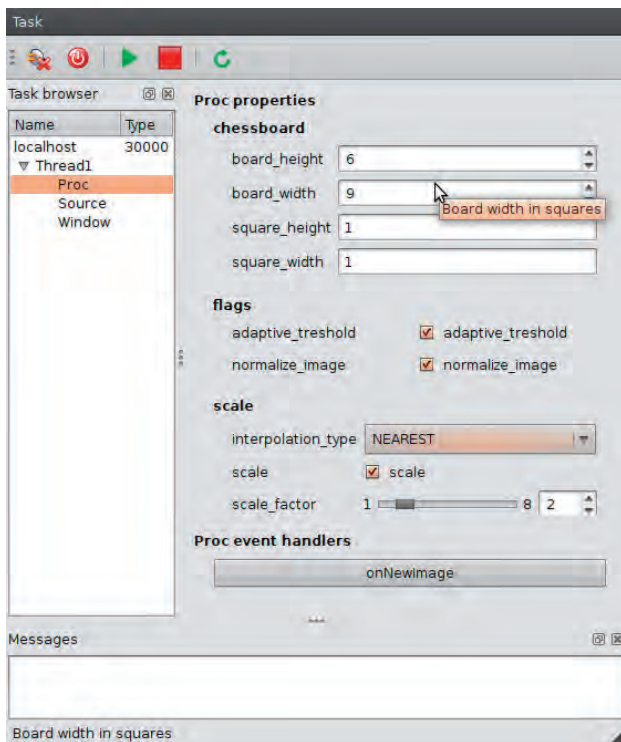 Task
Task browser
Name Type
localhost 30000
Thread1
Proc
Source
Window
Proc properties
chessboard
board_height 6
board_width 9
Board width in squares
square_height 1
square_width 1
flags
adaptive_treshold adaptive_treshold
normalize_image normalize_image
scale
interpolation_type NEAREST
scale scale
scale_factor 1 8 2
Proc event handlers
onNewImage
Messages
Board width in squares